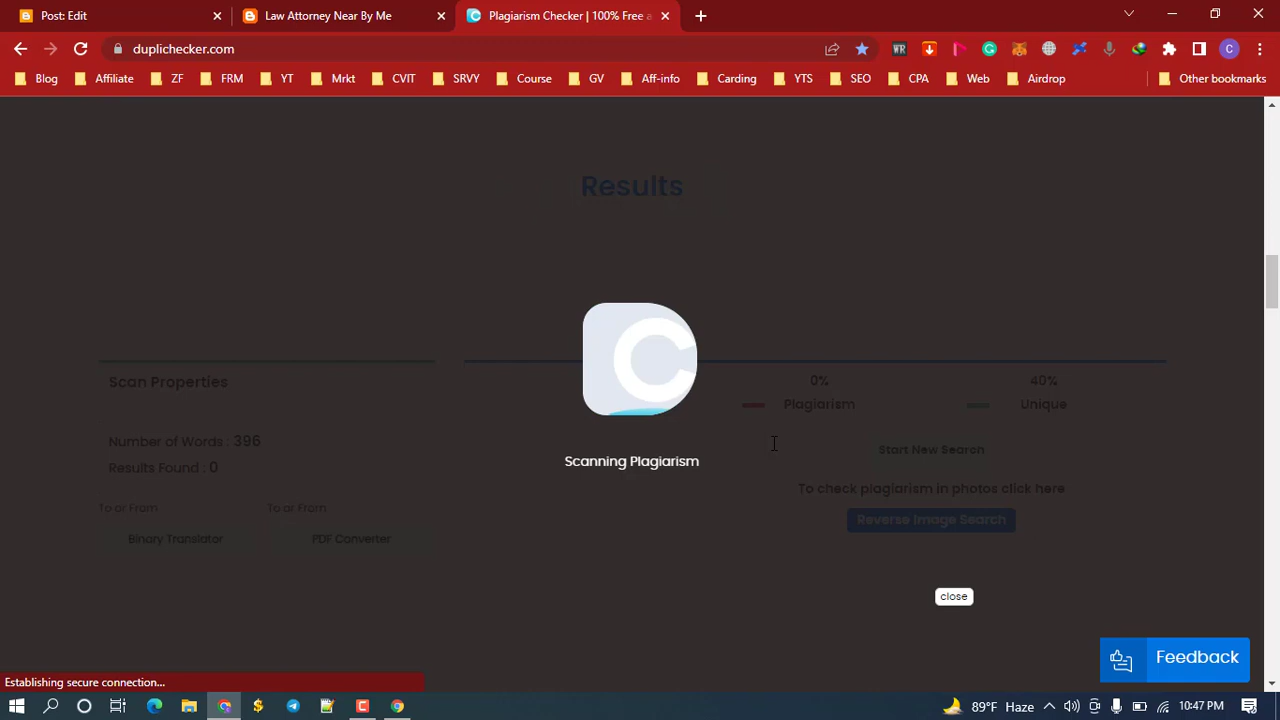 Post: Edit
Law Attorney Near By Me
Plagiarism Checker | 100% Free a
duplichecker.com
WR
C
Blog
Affiliate
ZF
FRM
YT
Mrkt
CVIT
SRVY
Course
GV
Aff-info
Carding
YTS
SEO
CPA
Web
Airdrop
Other bookmarks
Results
Scan Properties
0%
40%
Plagiarism
Unique
Number of Words : 396
Start New Search
Scanning Plagiarism
Results Found : 0
To check plagiarism in photos click here
To or From
To or From
Reverse Image Search
Binary Translator
PDF Converter
close
Feedback
Establishing secure connection...
89°F Haze
10:47 PM